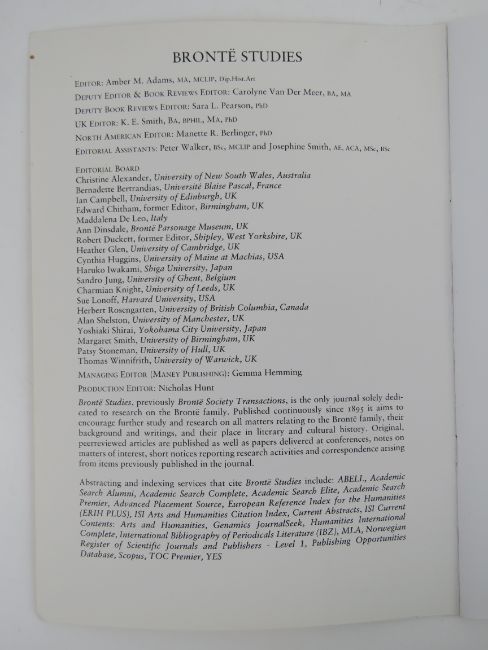 BRONTË STUDIES
EDITOR: Amber M. Adams, MA, MCLIP, Dip.Hist.Art
DEPUTY EDITOR & BOOK REVIEWS EDITOR: Carolyne Van Der Meer, BA, MA
DEPUTY BOOK REVIEWS EDITOR: Sara L. Pearson, PhD
UK EDITOR: K. E. Smith, BA, BPHIL, MA, PhD
NORTH AMERICAN EDITOR: Manette R. Berlinger, PhD
EDITORIAL ASSISTANTS: Peter Walker, BSc, MCLIP and Josephine Smith, AE, ACA, MSc, BSc
EDITORIAL BOARD
Christine Alexander, University of New South Wales, Australia
Bernadette Bertrandias, Université Blaise Pascal, France
Ian Campbell, University of Edinburgh, UK
Edward Chitham, former Editor, Birmingham, UK
Maddalena De Leo, Italy
Ann Dinsdale, Brontë Parsonage Museum, UK
Robert Duckett, former Editor, Shipley, West Yorkshire, UK
Heather Glen, University of Cambridge, UK
Cynthia Huggins, University of Maine at Machias, USA
Haruko Iwakami, Shiga University, Japan
Sandro Jung, University of Ghent, Belgium
Charmian Knight, University of Leeds, UK
Sue Lonoff, Harvard University, USA
Herbert Rosengarten, University of British Columbia, Canada
Alan Shelston, University of Manchester, UK
Yoshiaki Shirai, Yokohama City University, Japan
Margaret Smith, University of Birmingham, UK
Patsy Stoneman, University of Hull, UK
Thomas Winnifrith, University of Warwick, UK
MANAGING EDITOR (MANEY PUBLISHING): Gemma Hemming
PRODUCTION EDITOR: Nicholas Hunt
Brontë Studies, previously Brontë Society Transactions, is the only journal solely dedi-
cated to research on the Brontë family. Published continuously since 1895 it aims to
encourage further study and research on all matters relating to the Brontë family, their
background and writings, and their place in literary and cultural history. Original,
peerreviewed articles are published as well as papers delivered at conferences, notes on
matters of interest, short notices reporting research activities and correspondence arising
from items previously published in the journal.
Abstracting and indexing services that cite Brontë Studies include: ABELL, Academic
Search Alumni, Academic Search Complete, Academic Search Elite, Academic Search
Premier, Advanced Placement Source, European Reference Index for the Humanities
(ERIH PLUS), ISI Arts and Humanities Citation Index, Current Abstracts, ISI Current
Contents: Arts and Humanities, Genamics JournalSeek, Humanities International
Complete, International Bibliography of Periodicals Literature (IBZ), MLA, Norwegian
Register of Scientific Journals and Publishers - Level 1, Publishing Opportunities
Database, Scopus, TOC Premier, YES